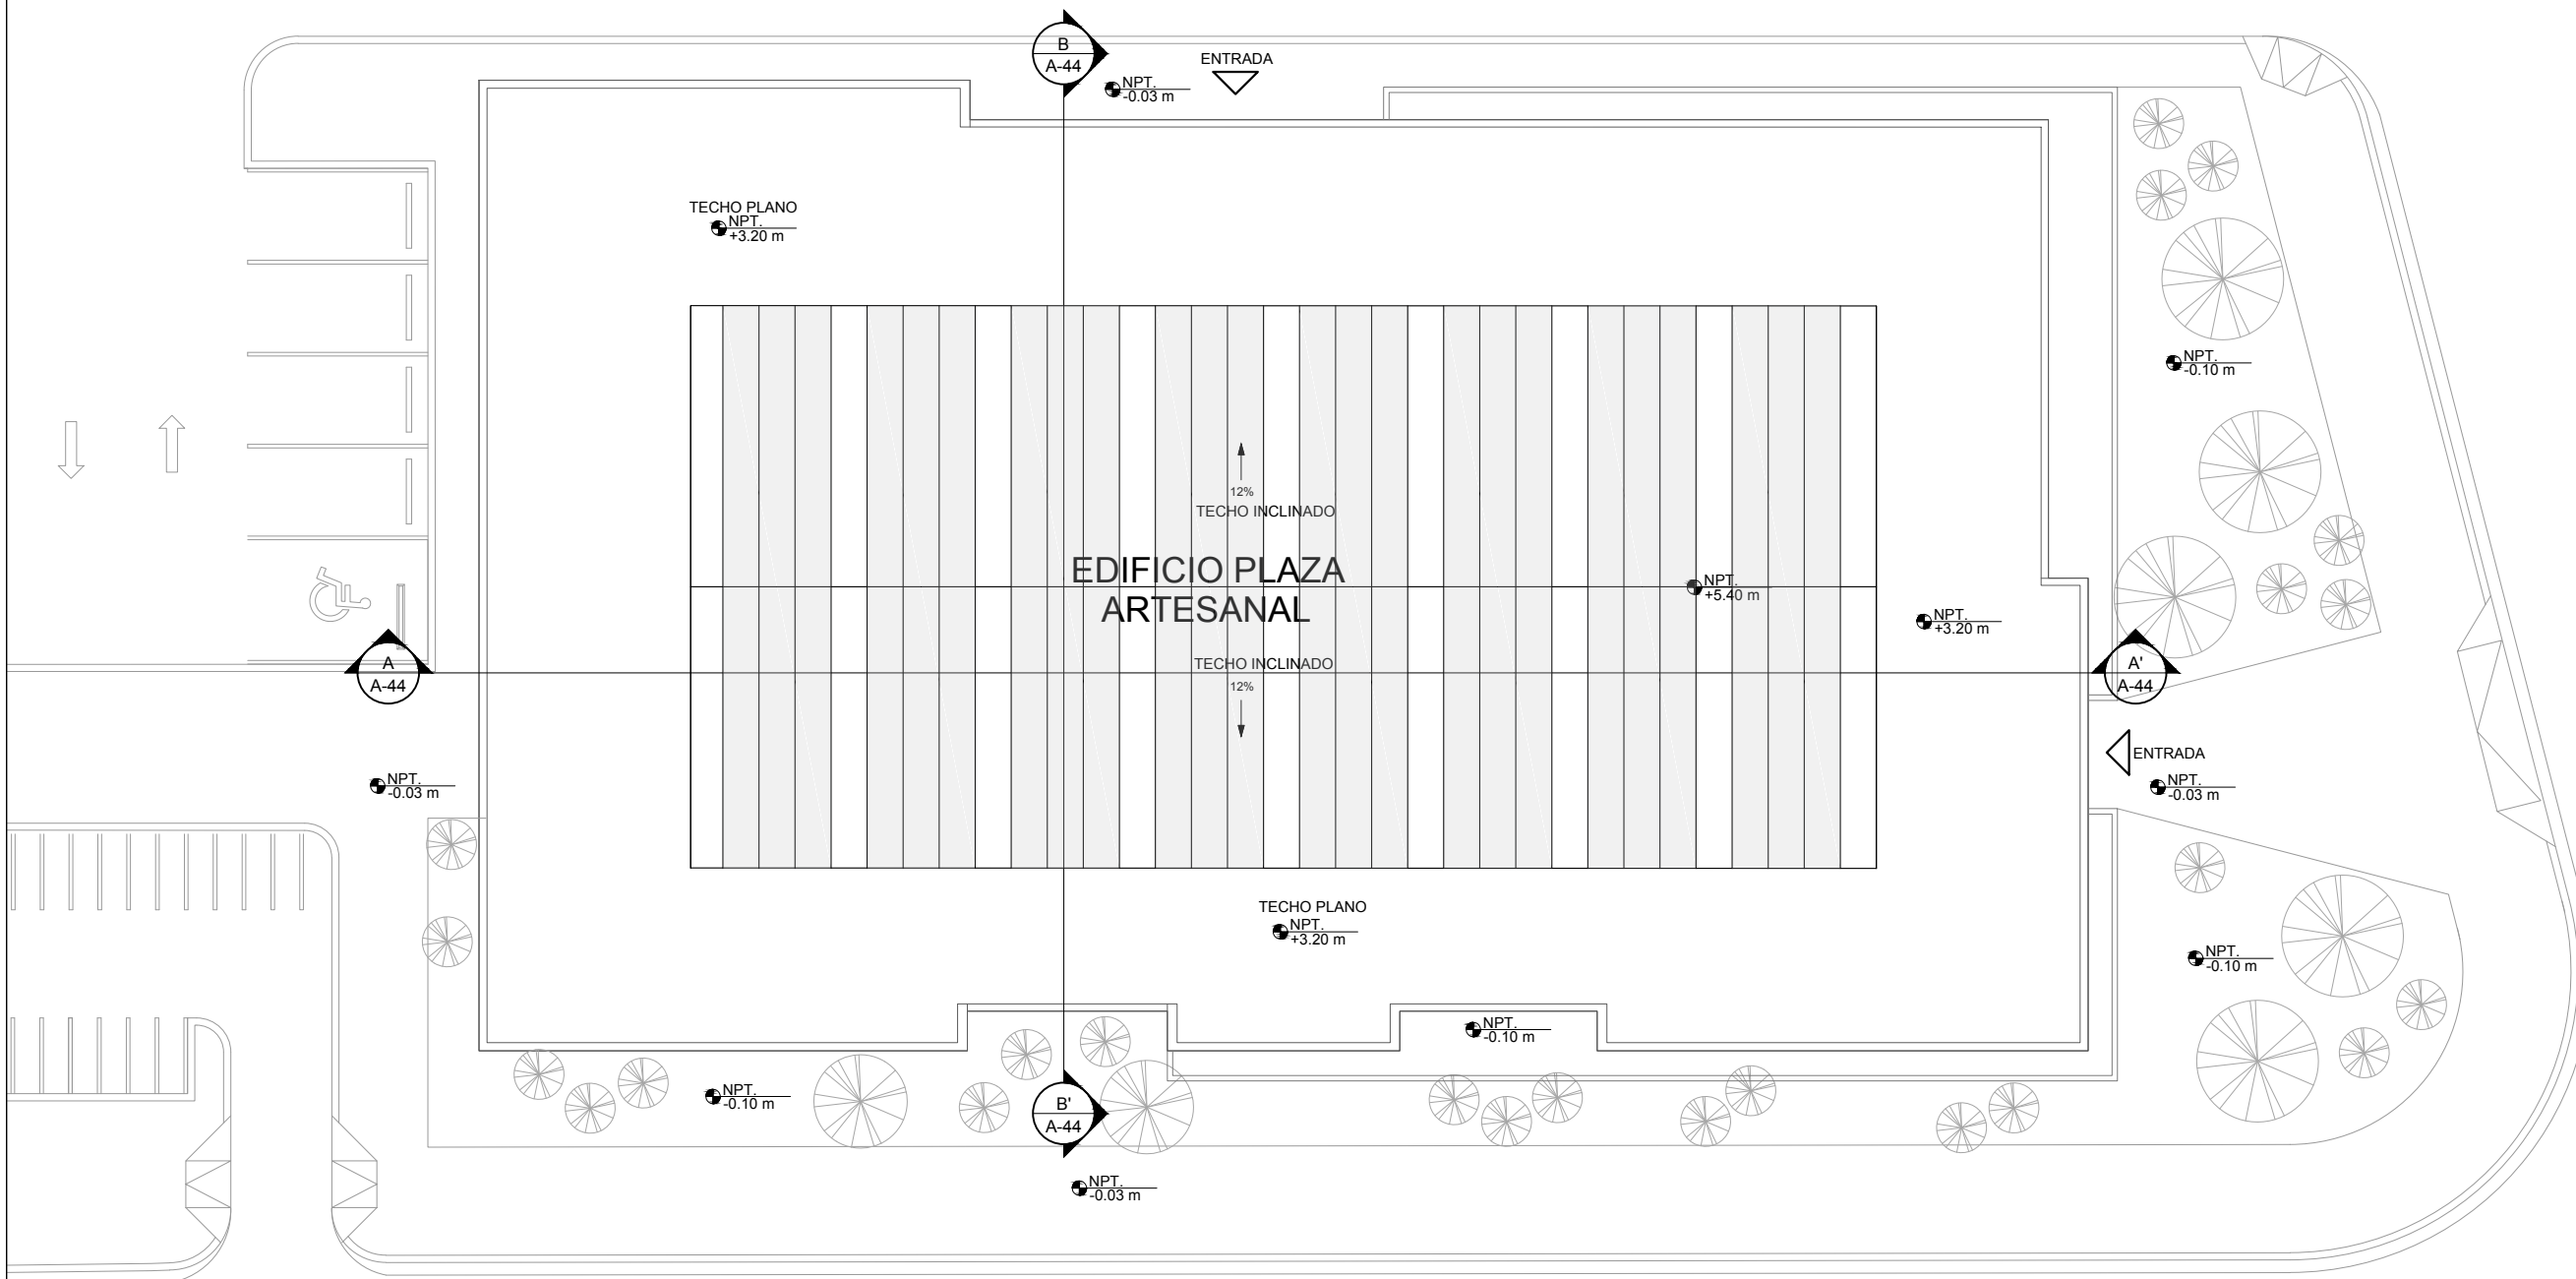 B
A-44
ENTRADA
NPT.
-0.03 m
TECHO PLANO
NPT.
+3.20 m
NPT.
-0.10 m
12%
TECHO INCLINADO
EDIFICIO PLAZA
ARTESANAL
NPT.
+5.40 m
NPT.
+3.20 m
A
A-44
TECHO INCLINADO
12%
A'
A-44
ENTRADA
NPT.
-0.03 m
NPT.
-0.03 m
TECHO PLANO
NPT.
+3.20 m
NPT.
-0.10 m
NPT.
-0.10 m
NPT.
-0.10 m
B'
A-44
NPT.
-0.03 m